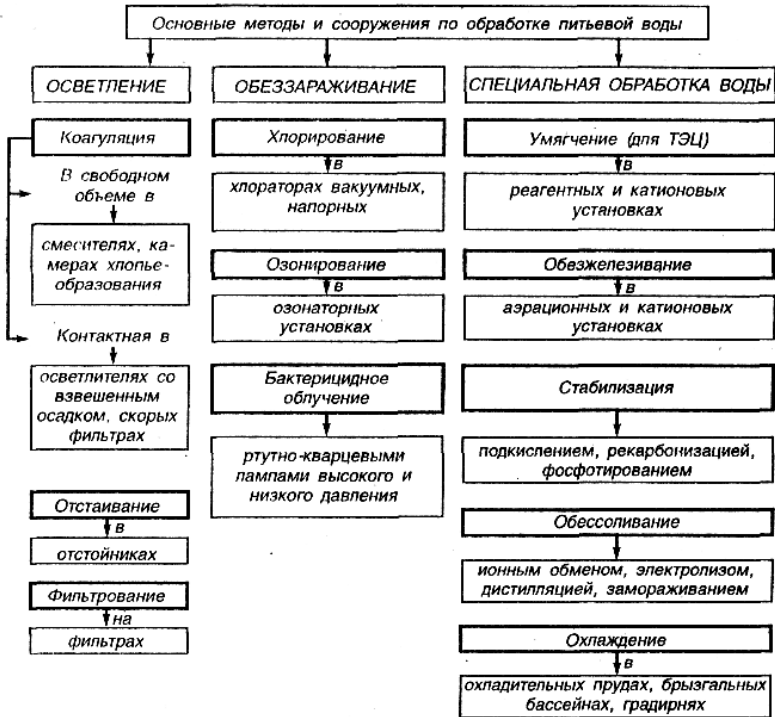 Основные методы и сооружения по обработке питьевой воды
ОСВЕТЛЕНИЕ
Коагуляция
В свободном
объеме в
смесителях, ка-
мерах хлопье-
образования
Контактная в
осветлителях со
взвешенным
осадком, скорых
фильтрах
Отстаивание
в
отстойниках
Фильтрование
на
фильтрах
ОБЕЗЗАРАЖИВАНИЕ
Хлорирование
в
хлораторах вакуумных,
напорных
Озонирование
в
озонаторных
установках
Бактерицидное
облучение
ртутно-кварцевыми
лампами высокого и
низкого давления
СПЕЦИАЛЬНАЯ ОБРАБОТКА ВОДЫ
Умягчение (для ТЭЦ)
в
реагентных и катионовых
установках
Обезжелезивание
в
аэрационных и катионовых
установках
Стабилизация
подкислением, рекарбонизацией,
фосфотированием
Обессоливание
ионным обменом, электролизом,
дистилляцией, замораживанием
Охлаждение
в
охладительных прудах, брызгальных
бассейнах, градирнях